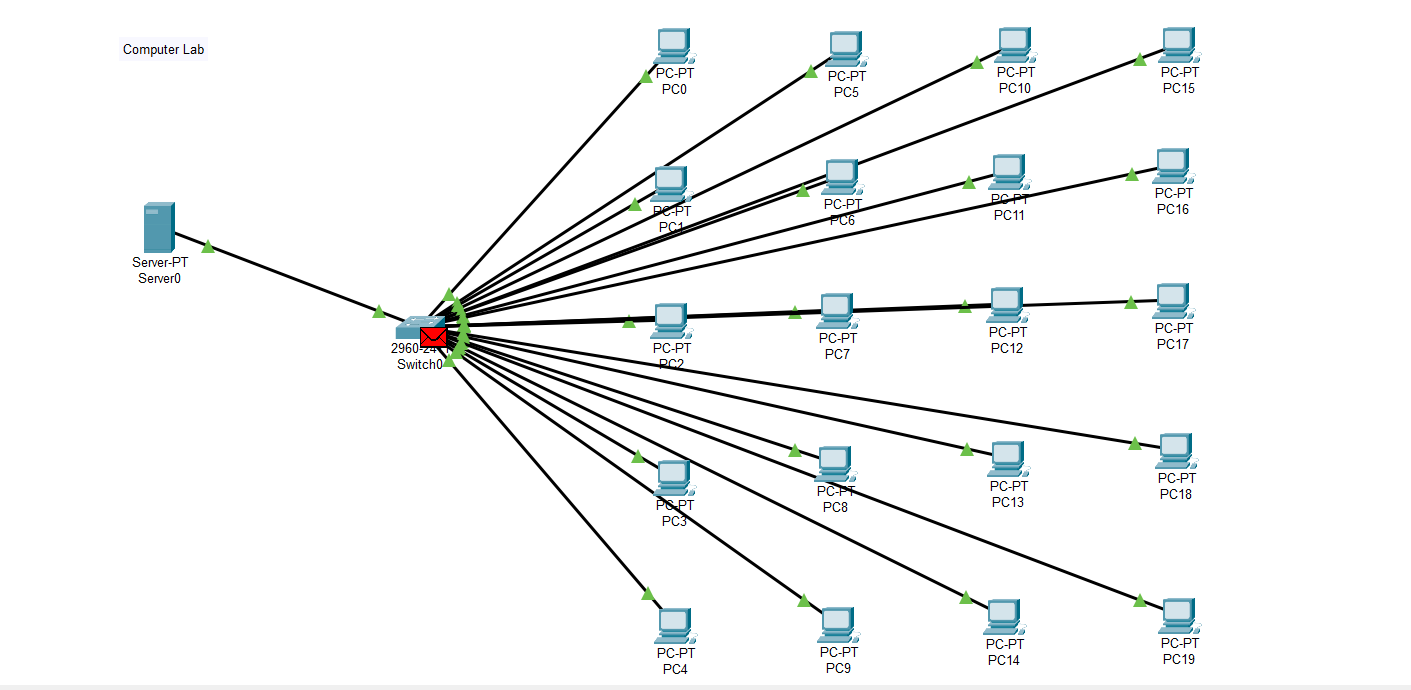 Computer Lab
PC-PT
PC0
PC-PT
PC5
PC-PT
PC10
PC-PT
PC15
PC-PT
PC1
PC-PT
PC6
PC-PT
PC11
PC-PT
PC16
Server-PT
Server0
2960-24
Switch0
PC-PT
PC2
PC-PT
PC7
PC-PT
PC12
PC-PT
PC17
PC-PT
PC3
PC-PT
PC8
PC-PT
PC13
PC-PT
PC18
PC-PT
PC4
PC-PT
PC9
PC-PT
PC14
PC-PT
PC19